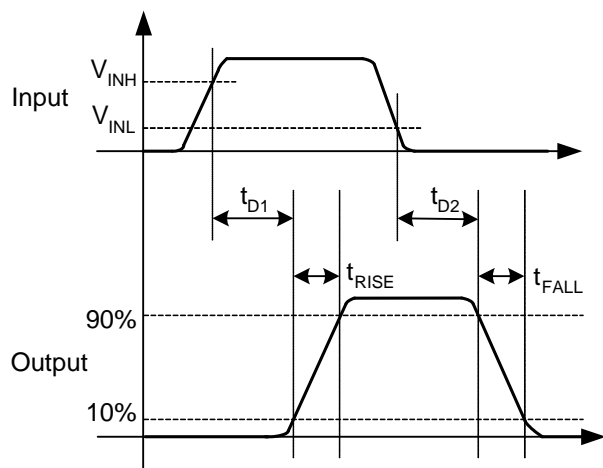 V_INH
Input
V_INL
t_D1
t_D2
t_RISE
t_FALL
90%
Output
10%